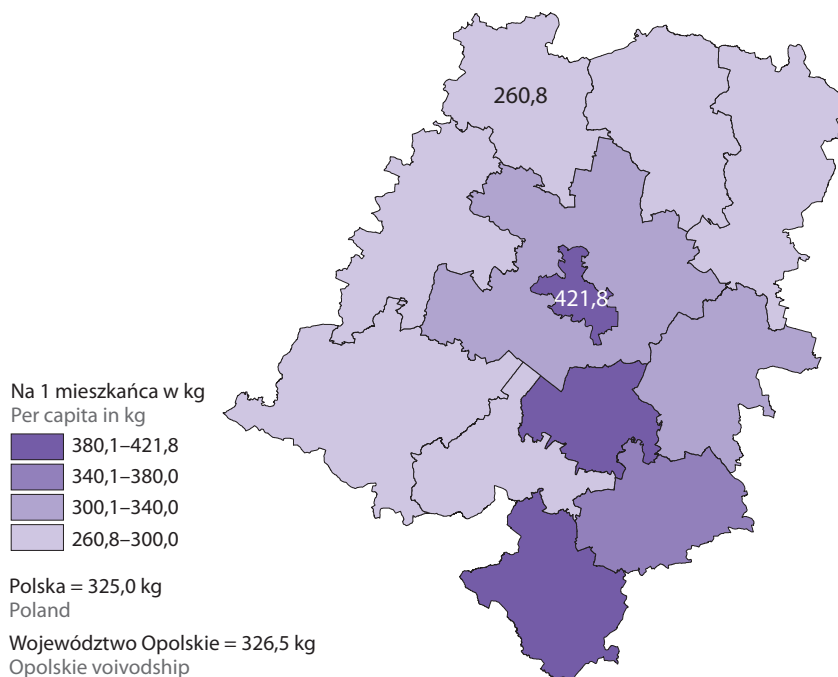 260,8
421,8
Na 1 mieszkańca w kg
Per capita in kg
380,1–421,8
340,1–380,0
300,1–340,0
260,8–300,0
Polska = 325,0 kg
Poland
Województwo Opolskie = 326,5 kg
Opolskie voivodship